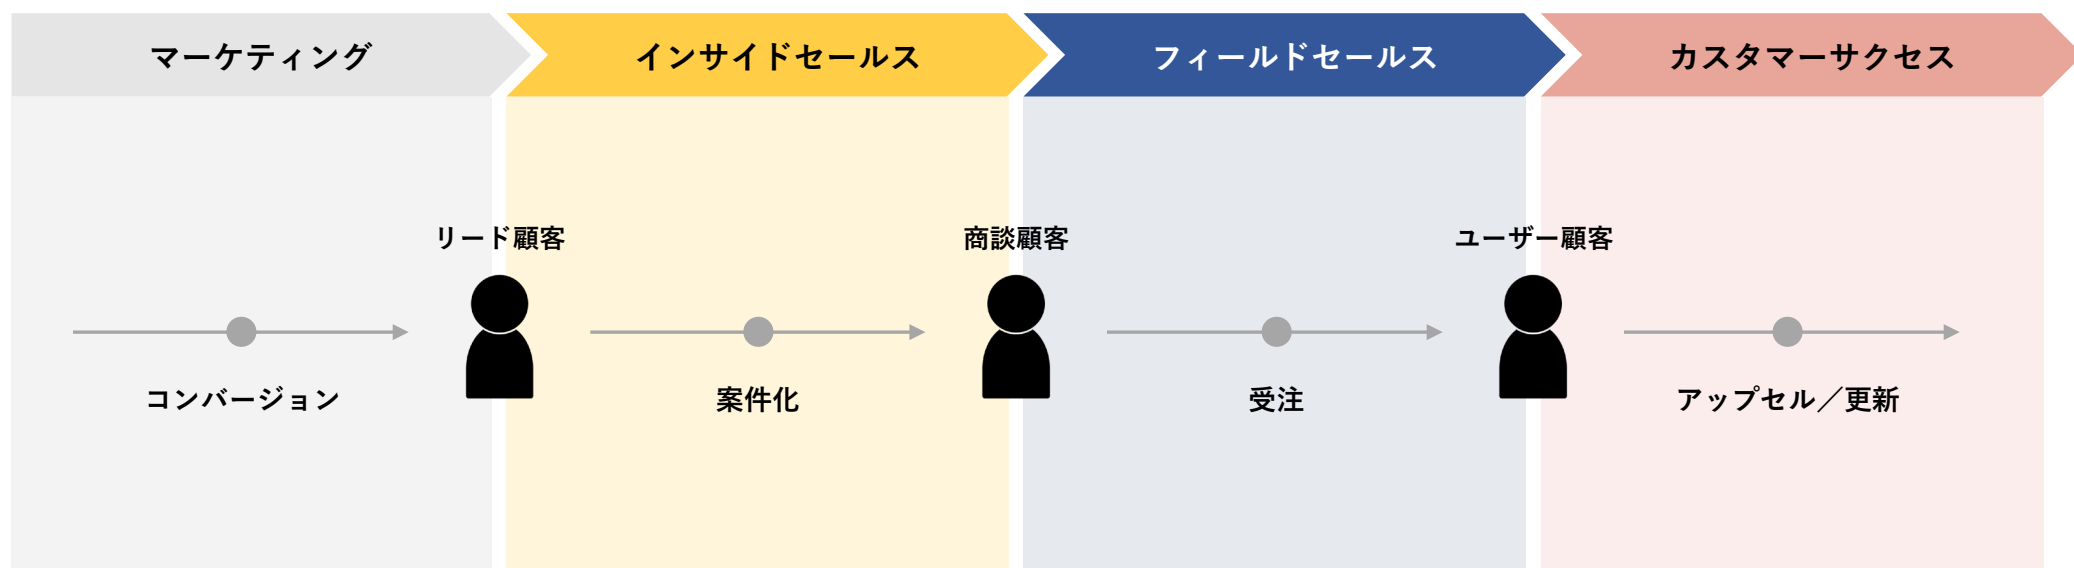 マーケティング
インサイドセールス
フィールドセールス
カスタマーサクセス
リード顧客
商談顧客
ユーザー顧客
コンバージョン
案件化
受注
アップセル／更新